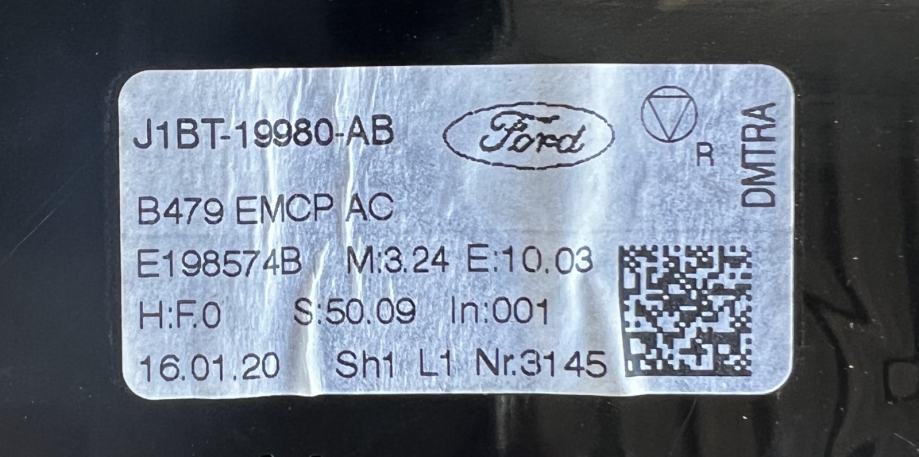 J1BT-19980-AB
Ford
R
DMTRA
B479 EMCP AC
E198574B M:3.24 E:10.03
H:F.0 S:50.09 In:001
16.01.20 Sh1 L1 Nr.3145